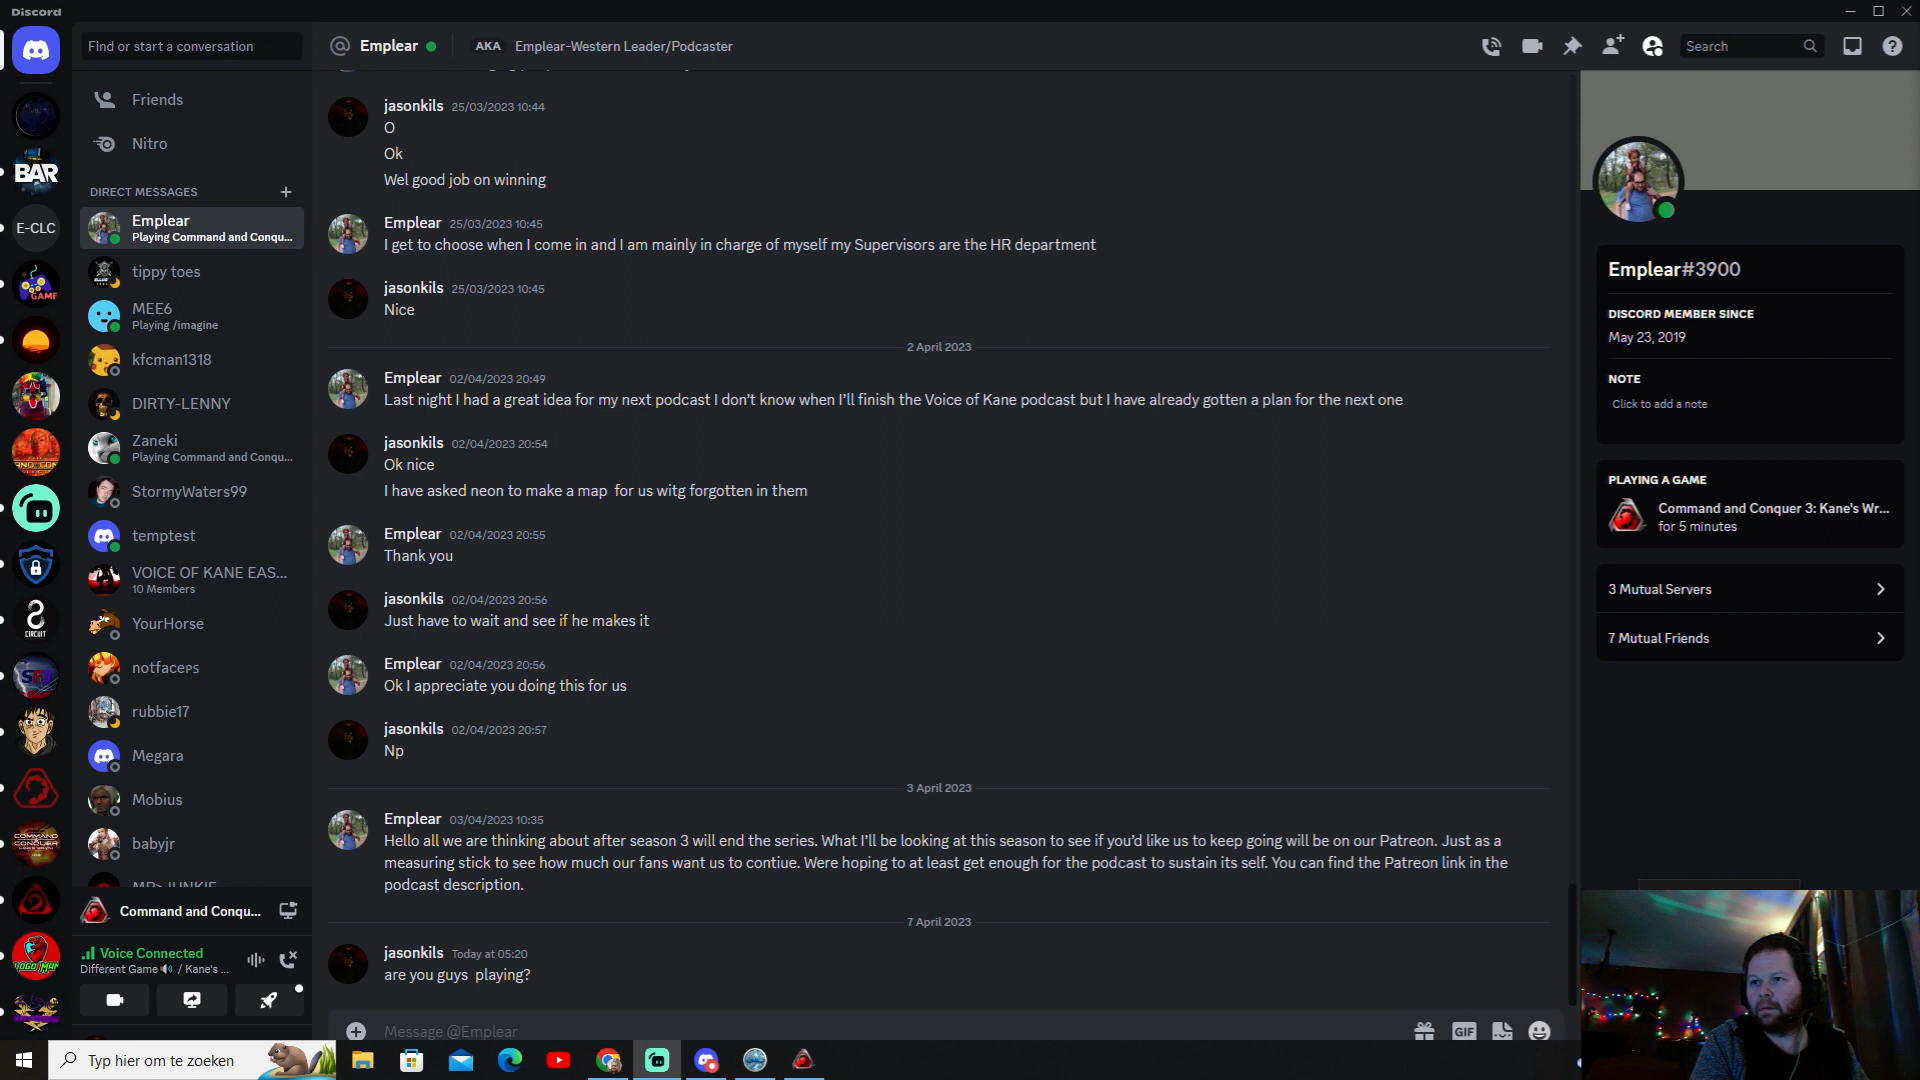 Discord
Find or start a conversation
Friends
Nitro
DIRECT MESSAGES
Emplear
Playing Command and Conqu...
tippy toes
MEE6
Playing /imagine
kfcman1318
DIRTY-LENNY
Zaneki
Playing Command and Conqu...
StormyWaters99
temptest
VOICE OF KANE EAS...
10 Members
YourHorse
notfaceps
rubbie17
Megara
Mobius
babyjr
Command and Conqu...
Voice Connected
Different Game 🔊 / Kane's ...
BAR
E-CLC
GAME
CIRCUIT
COMMAND
CONQUER
Emplear
AKA Emplear-Western Leader/Podcaster
Search
jasonkils 25/03/2023 10:44
O
Ok
Wel good job on winning
Emplear 25/03/2023 10:45
I get to choose when I come in and I am mainly in charge of myself my Supervisors are the HR department
jasonkils 25/03/2023 10:45
Nice
2 April 2023
Emplear 02/04/2023 20:49
Last night I had a great idea for my next podcast I don't know when I'll finish the Voice of Kane podcast but I have already gotten a plan for the next one
jasonkils 02/04/2023 20:54
Ok nice
I have asked neon to make a map for us witg forgotten in them
Emplear 02/04/2023 20:55
Thank you
jasonkils 02/04/2023 20:56
Just have to wait and see if he makes it
Emplear 02/04/2023 20:56
Ok I appreciate you doing this for us
jasonkils 02/04/2023 20:57
Np
3 April 2023
Emplear 03/04/2023 10:35
Hello all we are thinking about after season 3 will end the series. What I'll be looking at this season to see if you'd like us to keep going will be on our Patreon. Just as a
measuring stick to see how much our fans want us to contiue. Were hoping to at least get enough for the podcast to sustain its self. You can find the Patreon link in the
podcast description.
7 April 2023
jasonkils Today at 05:20
are you guys playing?
Message @Emplear
GIF
Emplear#3900
DISCORD MEMBER SINCE
May 23, 2019
NOTE
Click to add a note
PLAYING A GAME
Command and Conquer 3: Kane's Wr...
for 5 minutes
3 Mutual Servers
7 Mutual Friends
Typ hier om te zoeken